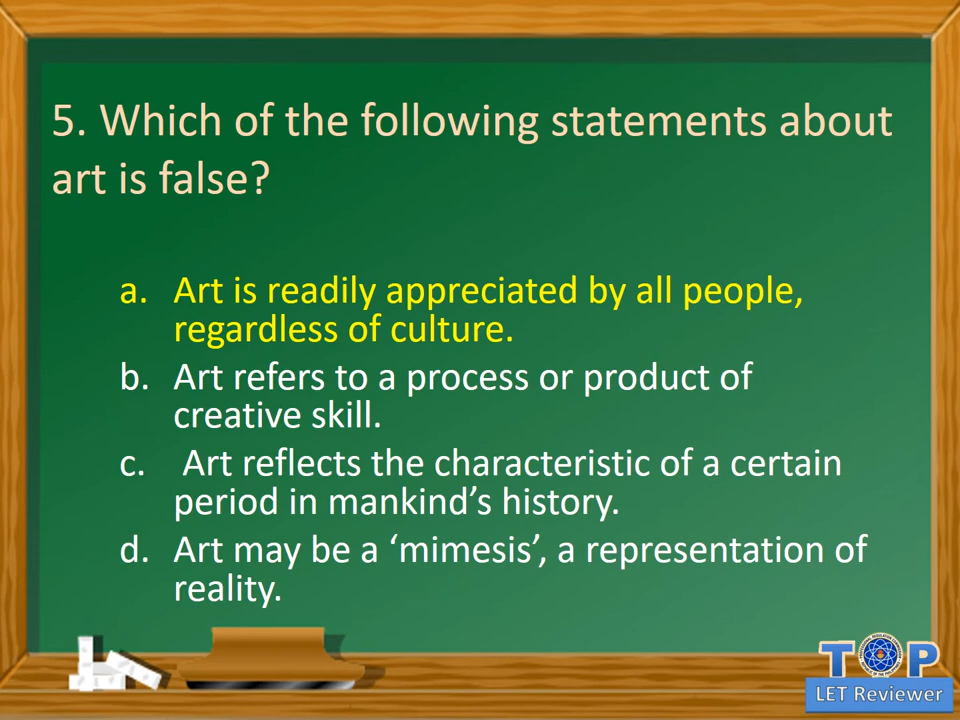 5. Which of the following statements about
art is false?
a. Art is readily appreciated by all people,
regardless of culture.
b. Art refers to a process or product of
creative skill.
c. Art reflects the characteristic of a certain
period in mankind’s history.
d. Art may be a ‘mimesis’, a representation of
reality.
TOP
LET Reviewer